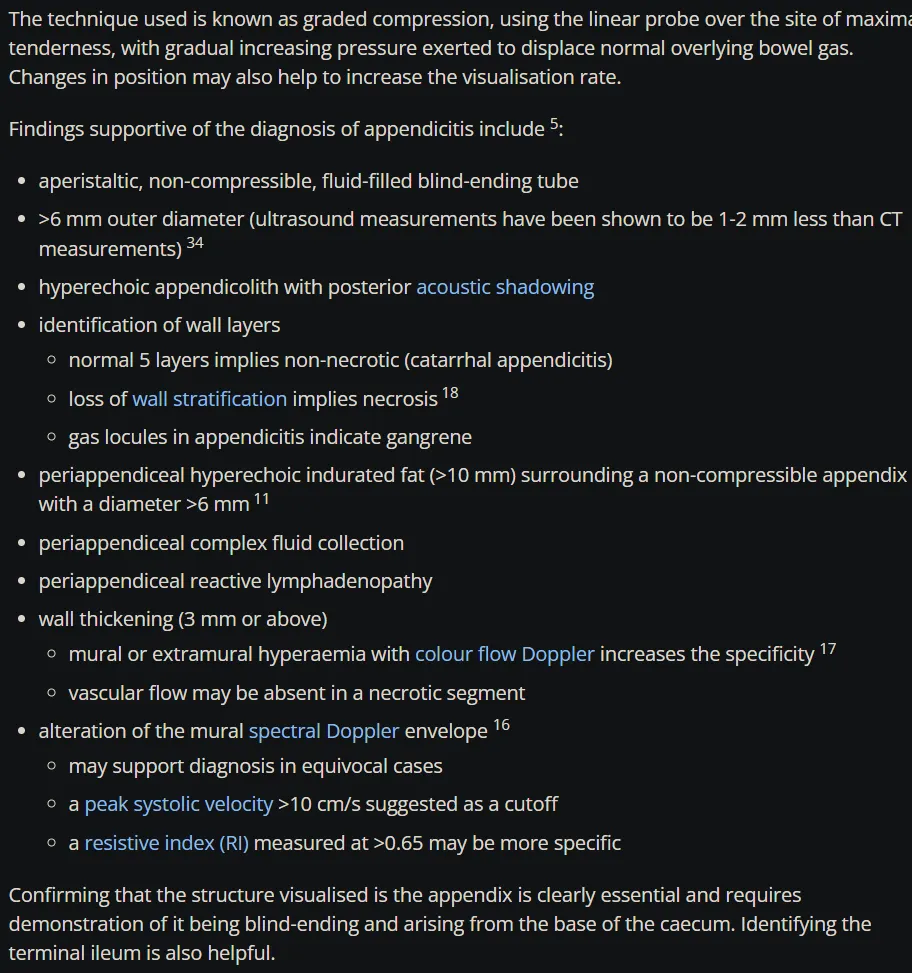 The technique used is known as graded compression, using the linear probe over the site of
tenderness, with gradual increasing pressure exerted to displace normal overlying bowel gas.
Changes in position may also help to increase the visualisation rate.
Findings supportive of the diagnosis of appendicitis include 5:
• aperistaltic, non-compressible, fluid-filled blind-ending tube
• >6 mm outer diameter (ultrasound measurements have been shown to be 1-2 mm less than CT
measurements) 34
• hyperechoic appendicolith with posterior acoustic shadowing
• identification of wall layers
◦ normal 5 layers implies non-necrotic (catarrhal appendicitis)
◦ loss of wall stratification implies necrosis 18
◦ gas locules in appendicitis indicate gangrene
• periappendiceal hyperechoic indurated fat (>10 mm) surrounding a non-compressible appendix
with a diameter >6 mm 11
• periappendiceal complex fluid collection
• periappendiceal reactive lymphadenopathy
• wall thickening (3 mm or above)
◦ mural or extramural hyperaemia with colour flow Doppler increases the specificity 17
◦ vascular flow may be absent in a necrotic segment
• alteration of the mural spectral Doppler envelope 16
◦ may support diagnosis in equivocal cases
◦ a peak systolic velocity >10 cm/s suggested as a cutoff
◦ a resistive index (RI) measured at >0.65 may be more specific
Confirming that the structure visualised is the appendix is clearly essential and requires
demonstration of it being blind-ending and arising from the base of the caecum. Identifying the
terminal ileum is also helpful.